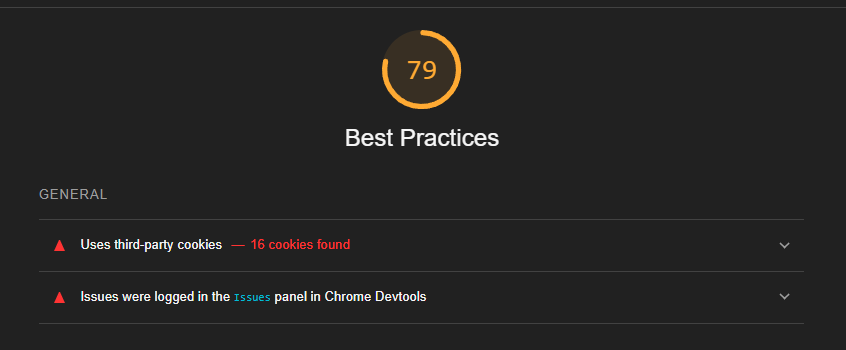 79
Best Practices
GENERAL
Uses third-party cookies — 16 cookies found
Issues were logged in the Issues panel in Chrome Devtools